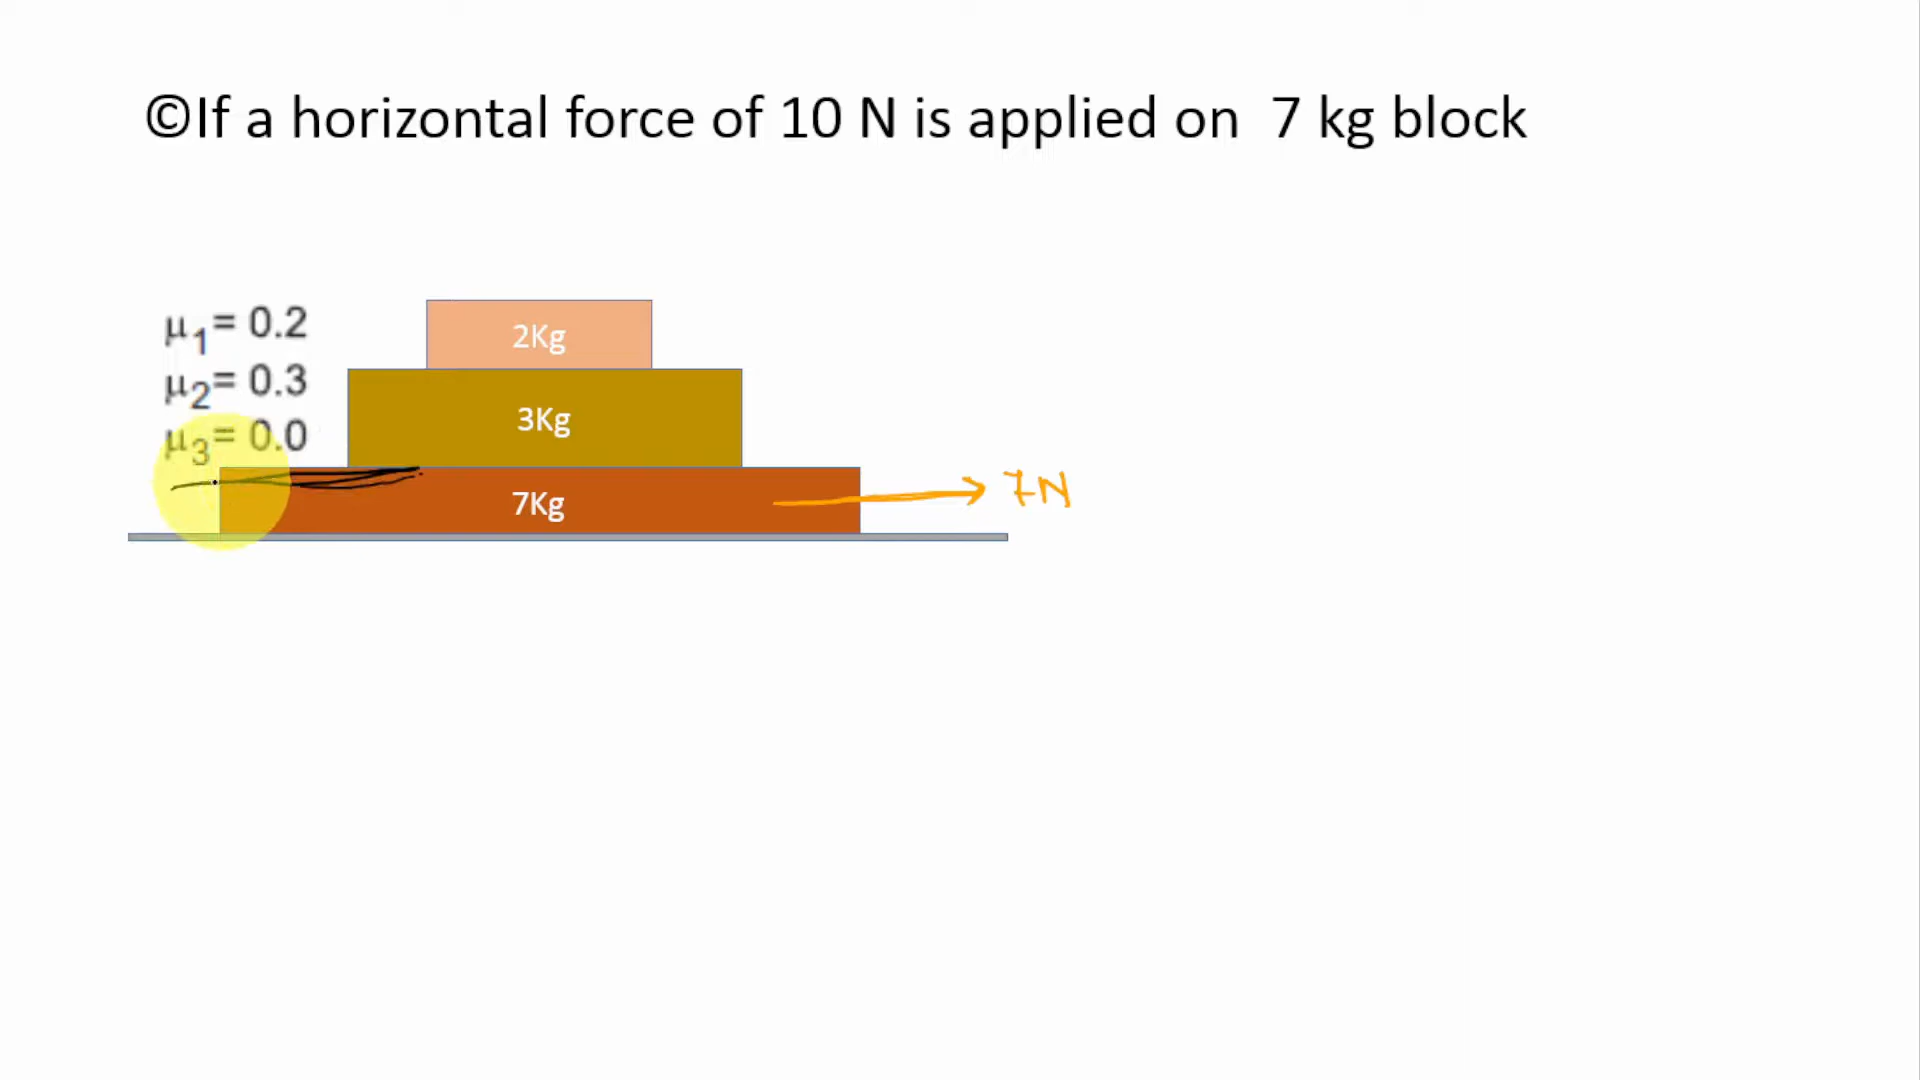 ©If a horizontal force of 10 N is applied on 7 kg block
μ1= 0.2
μ2= 0.3
μ3= 0.0
2Kg
3Kg
7Kg
7N